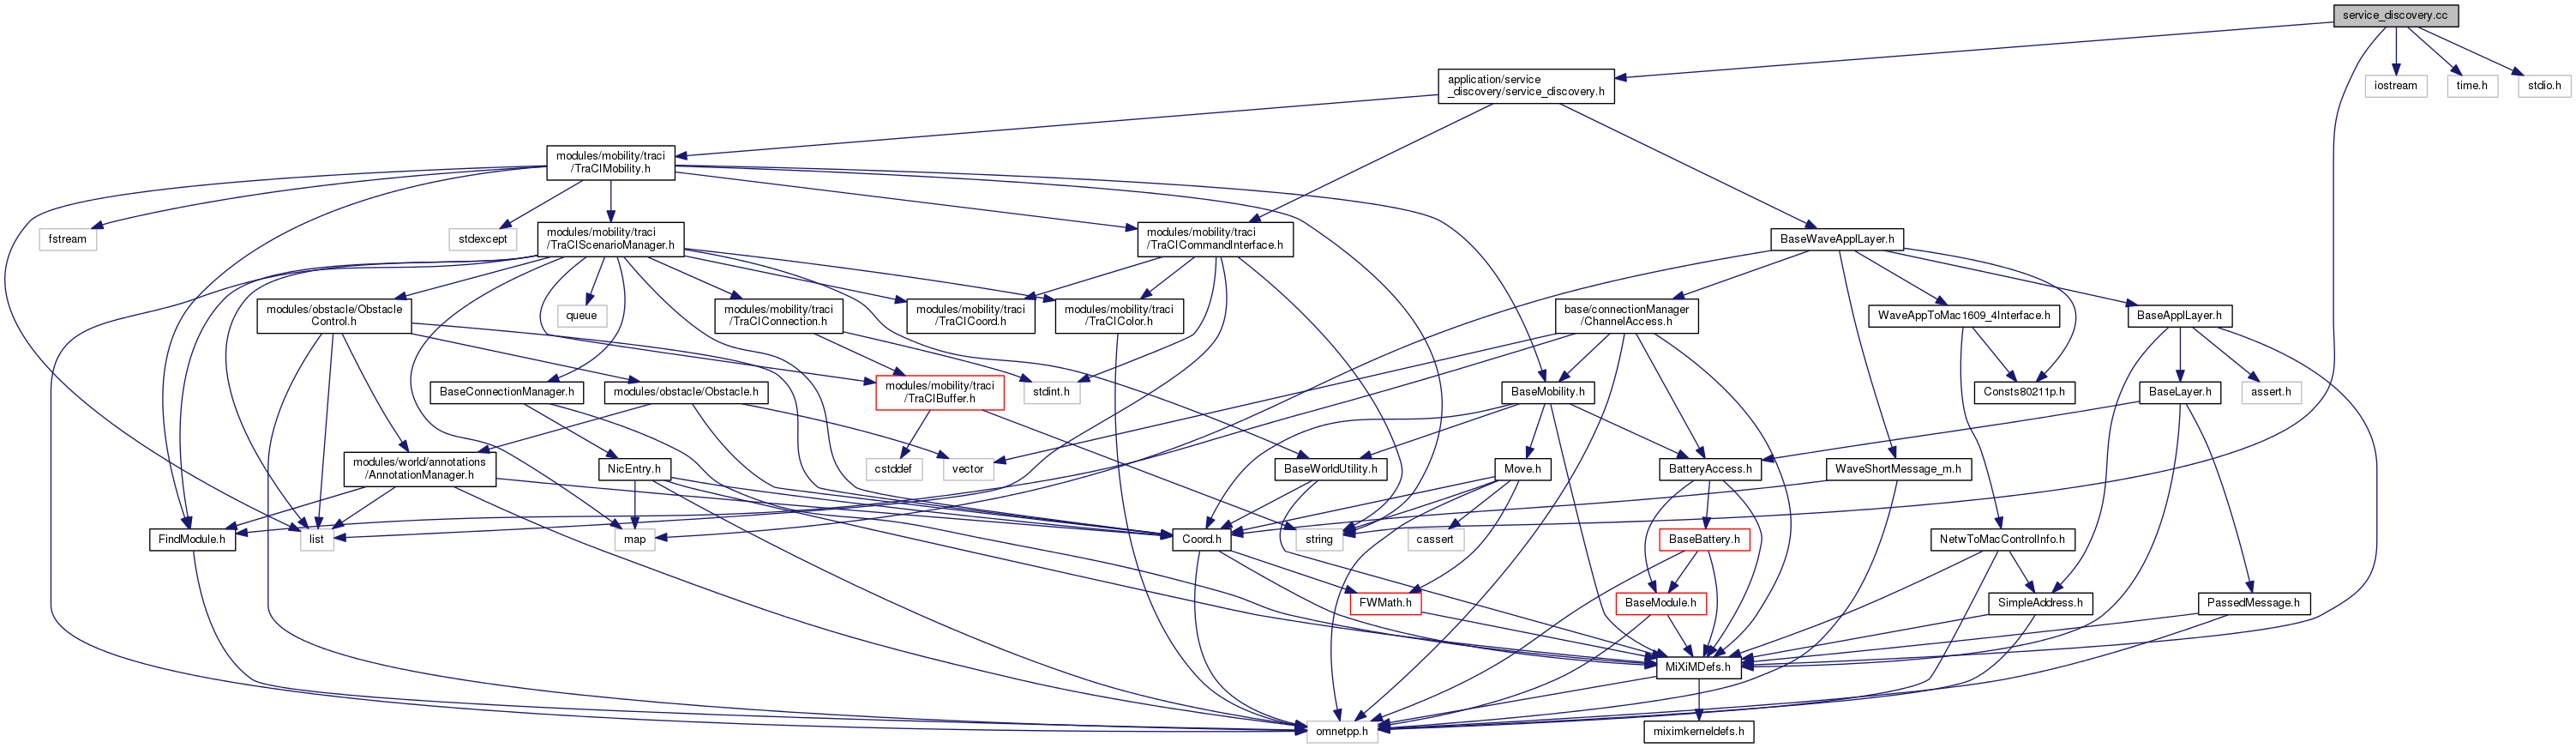 service_discovery.cc
application/service
_discovery/service_discovery.h
iostream
time.h
stdio.h
modules/mobility/traci
/TraCIMobility.h
fstream
stdexcept
modules/mobility/traci
/TraCIScenarioManager.h
modules/mobility/traci
/TraCICommandInterface.h
BaseWaveApplLayer.h
modules/obstacle/Obstacle
Control.h
queue
modules/mobility/traci
/TraCIConnection.h
modules/mobility/traci
/TraCICoord.h
modules/mobility/traci
/TraCIColor.h
base/connectionManager
/ChannelAccess.h
WaveAppToMac1609_4Interface.h
BaseApplLayer.h
BaseConnectionManager.h
modules/obstacle/Obstacle.h
modules/mobility/traci
/TraCIBuffer.h
stdint.h
BaseMobility.h
Consts80211p.h
BaseLayer.h
assert.h
modules/world/annotations
/AnnotationManager.h
NicEntry.h
cstddef
vector
BaseWorldUtility.h
Move.h
BatteryAccess.h
WaveShortMessage_m.h
FindModule.h
list
map
Coord.h
string
cassert
BaseBattery.h
NetwToMacControlInfo.h
FWMath.h
BaseModule.h
SimpleAddress.h
PassedMessage.h
MiXiMDefs.h
omnetpp.h
miximkerneldefs.h